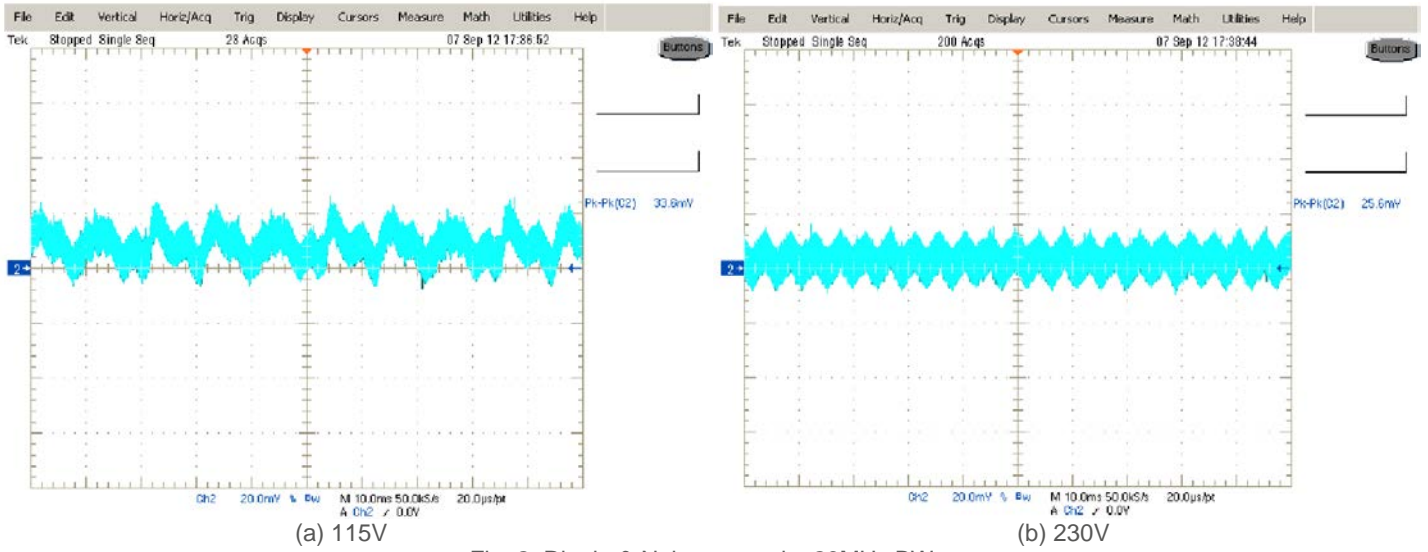 File Edit Vertical Horiz/Acq Trig Display Cursors Measure Math Utilities Help
Tek Stopped Single Seq 28 Acqs 07 Sep 12 17:36:52
Buttons
Pk-Pk(C2) 33.6mV
2
Ch2 20.0mV Bw M 10.0ms 50.0kS/s 20.0µs/pt
A Ch2 0.0V
(a) 115V
File Edit Vertical Horiz/Acq Trig Display Cursors Measure Math Utilities Help
Tek Stopped Single Seq 200 Acqs 07 Sep 12 17:38:44
Buttons
Pk-Pk(C2) 25.6mV
2
Ch2 20.0mV Bw M 10.0ms 50.0kS/s 20.0µs/pt
A Ch2 0.0V
(b) 230V